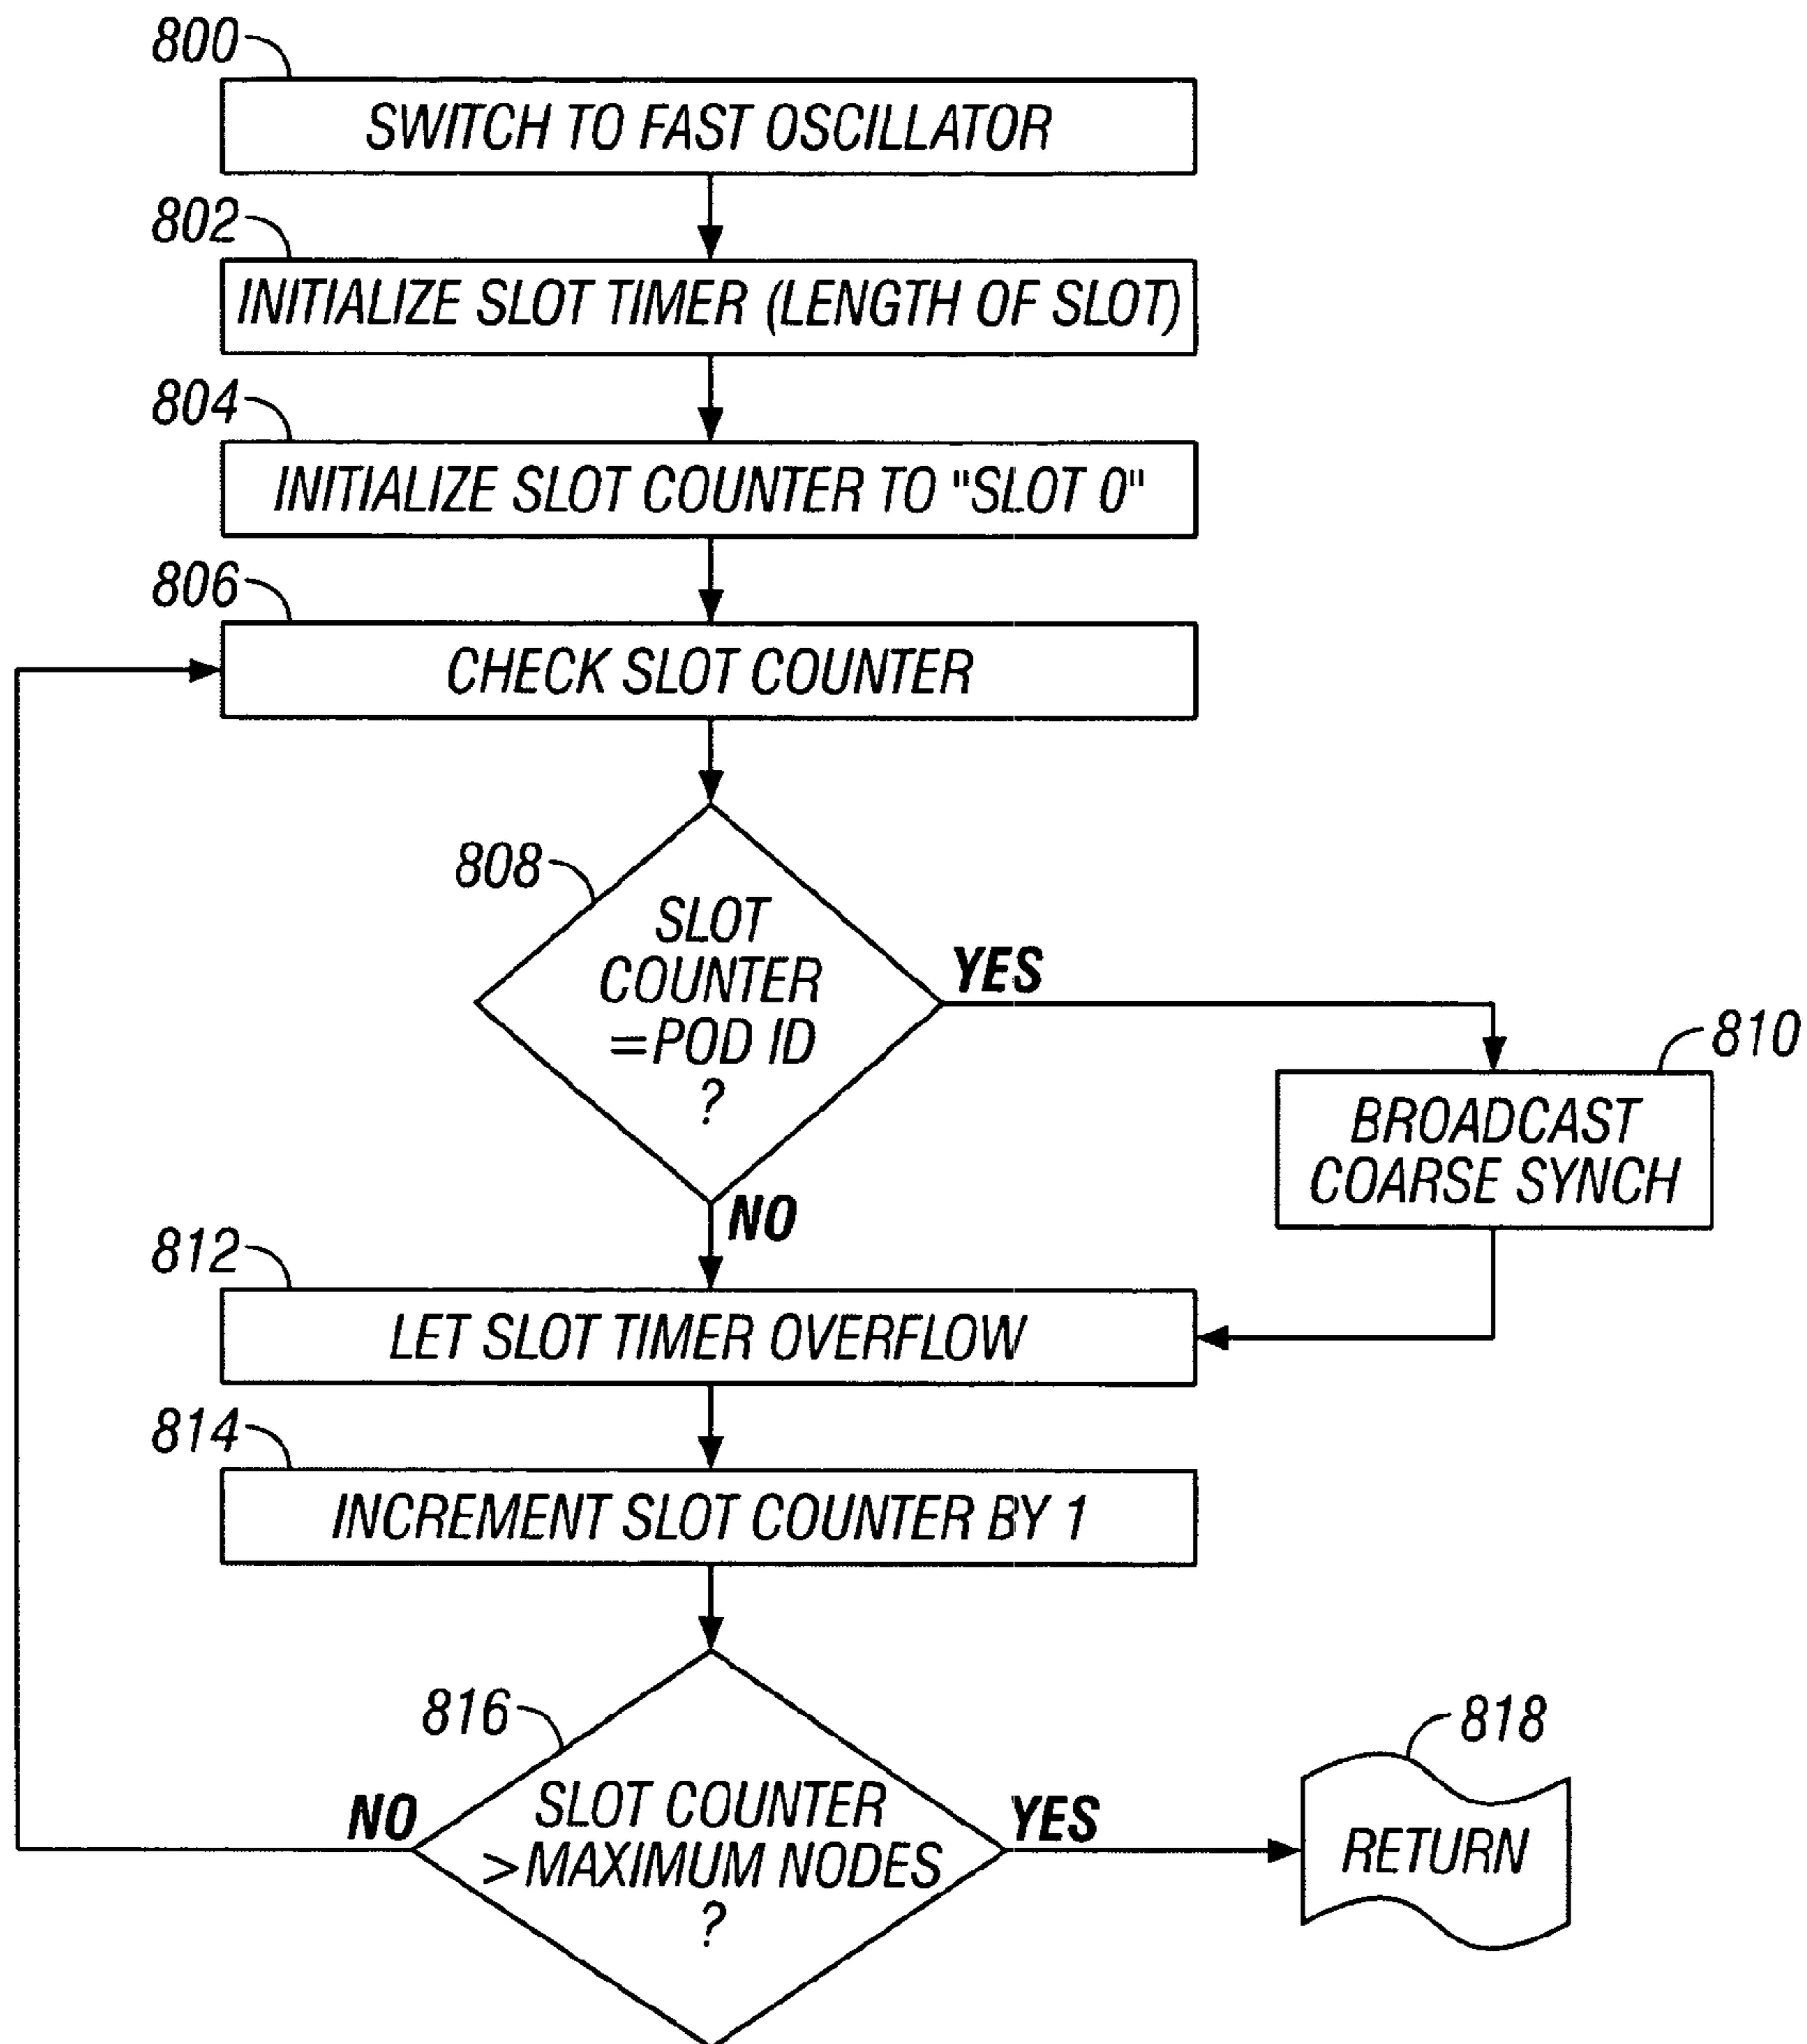 800
SWITCH TO FAST OSCILLATOR
802
INITIALIZE SLOT TIMER (LENGTH OF SLOT)
804
INITIALIZE SLOT COUNTER TO "SLOT 0"
806
CHECK SLOT COUNTER
808
SLOT
COUNTER
=POD ID
?
YES
810
BROADCAST
COARSE SYNCH
NO
812
LET SLOT TIMER OVERFLOW
814
INCREMENT SLOT COUNTER BY 1
816
SLOT COUNTER
>MAXIMUM NODES
?
NO
YES
818
RETURN